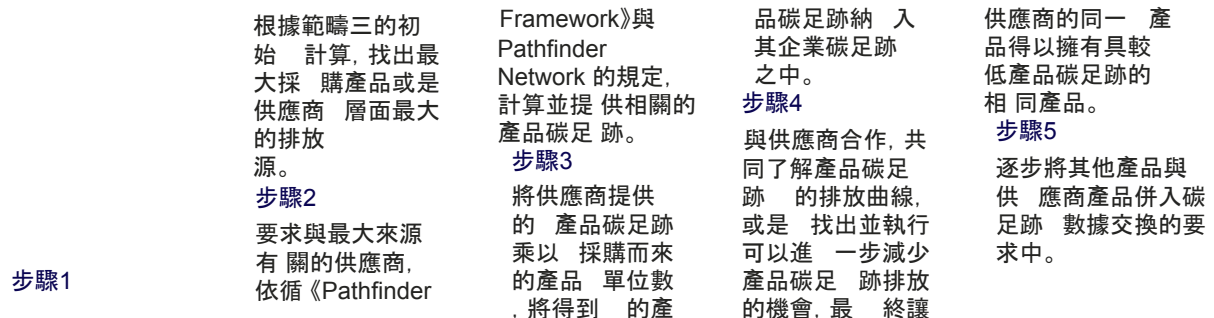 步驟1
根據範疇三的初
始 計算, 找出最
大採 購產品或是
供應商 層面最大
的排放
源。
步驟2
要求與最大來源
有 關的供應商,
依循《Pathfinder
Framework》與
Pathfinder
Network 的規定,
計算並提 供相關的
產品碳足 跡。
步驟3
將供應商提供
的 產品碳足跡
乘以 採購而來
的產品 單位數
, 將得到 的產
品碳足跡納 入
其企業碳足跡
之中。
步驟4
與供應商合作, 共
同了解產品碳足
跡 的排放曲線,
或是 找出並執行
可以進 一步減少
產品碳足 跡排放
的機會, 最 終讓
供應商的同一 產
品得以擁有具較
低產品碳足跡的
相 同產品。
步驟5
逐步將其他產品與
供 應商產品併入碳
足跡 數據交換的要
求中。